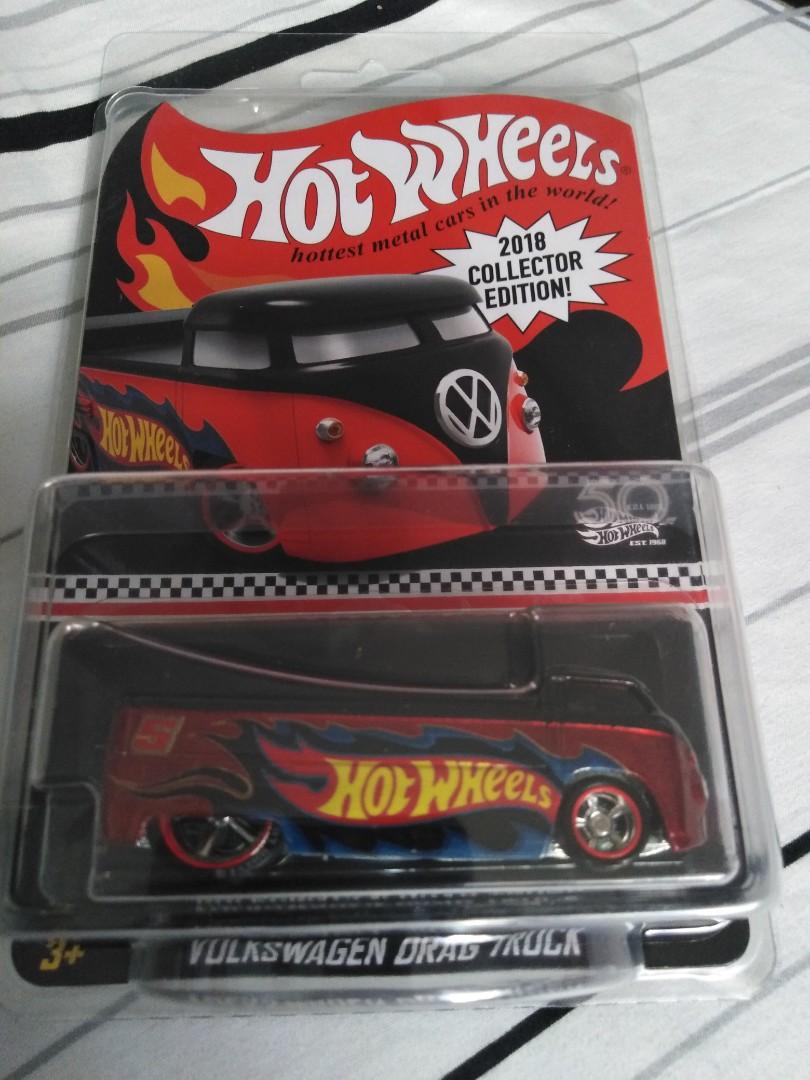 Hot Wheels®
hottest metal cars in the world!
2018
COLLECTOR
EDITION!
HOT WHEELS
50
HOT WHEELS
EST. 1968
HOT WHEELS
3+
VOLKSWAGEN DRAG TRUCK